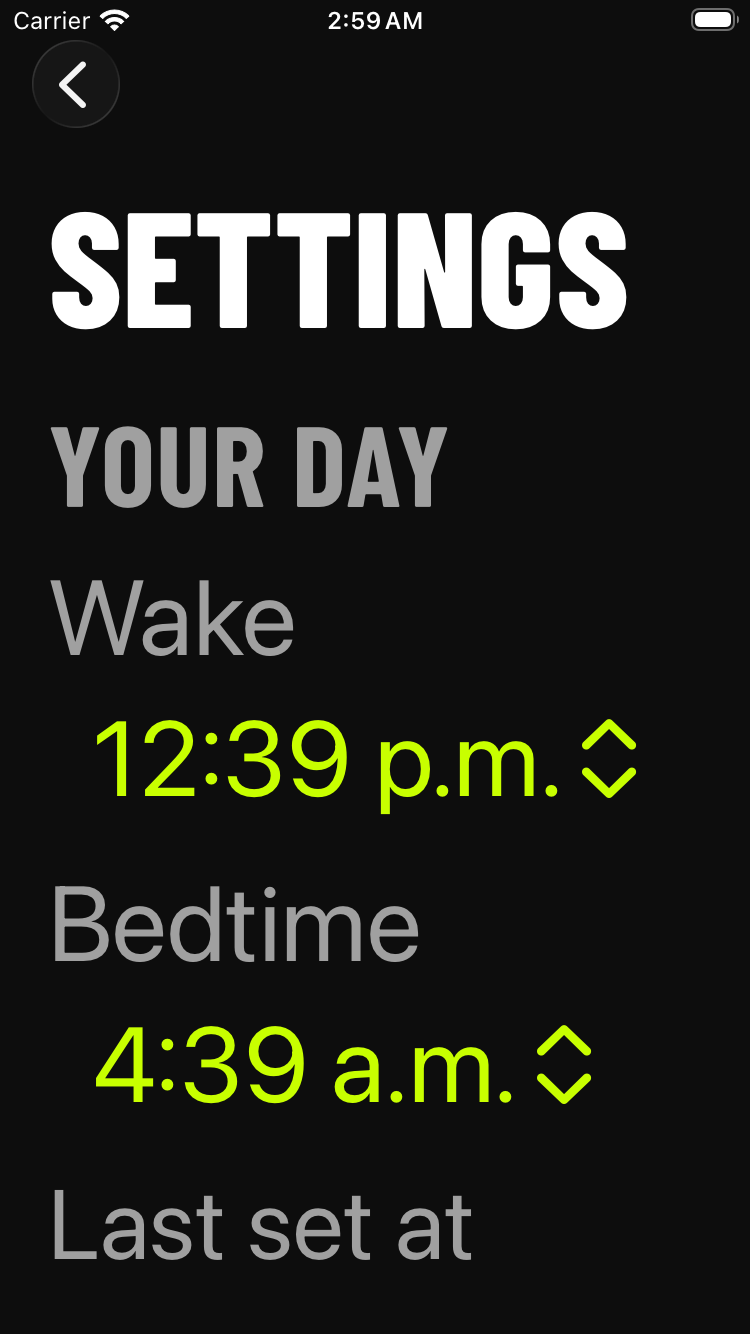 Carrier 2:59 AM
SETTINGS
YOUR DAY
Wake
12:39 p.m.
Bedtime
4:39 a.m.
Last set at